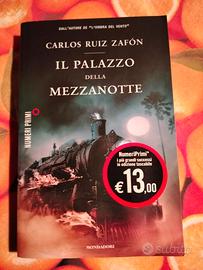 DALL'AUTORE DE "L'OMBRA DEL VENTO"
CARLOS RUIZ ZAFÓN
IL PALAZZO
DELLA
MEZZANOTTE
NUMERI PRIMI
NumeriPrimi°
i più grandi successi
in edizione tascabile
€ 13,00
MONDADORI
subito